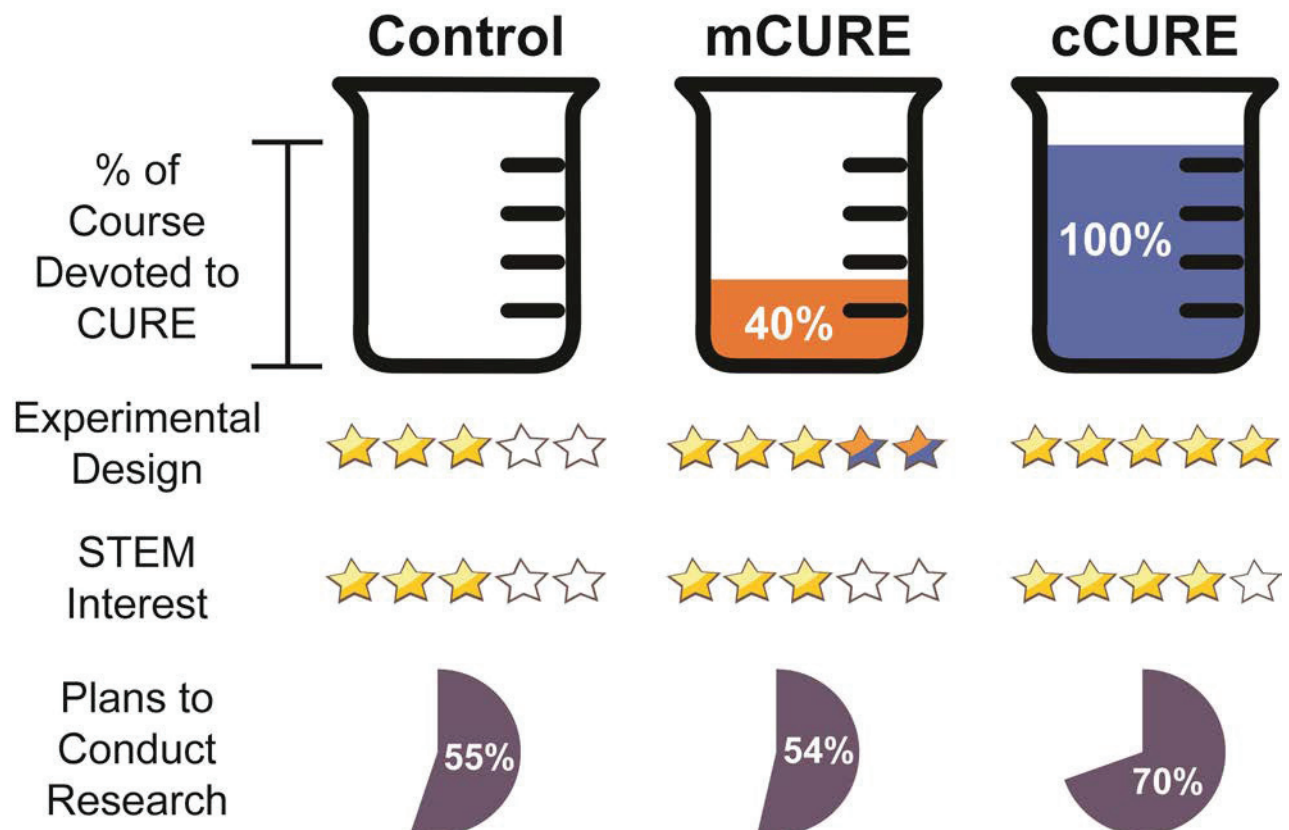 Control mCURE cCURE
% of
Course
Devoted to
CURE
40%
100%
Experimental
Design
STEM
Interest
Plans to
Conduct
Research
55%
54%
70%